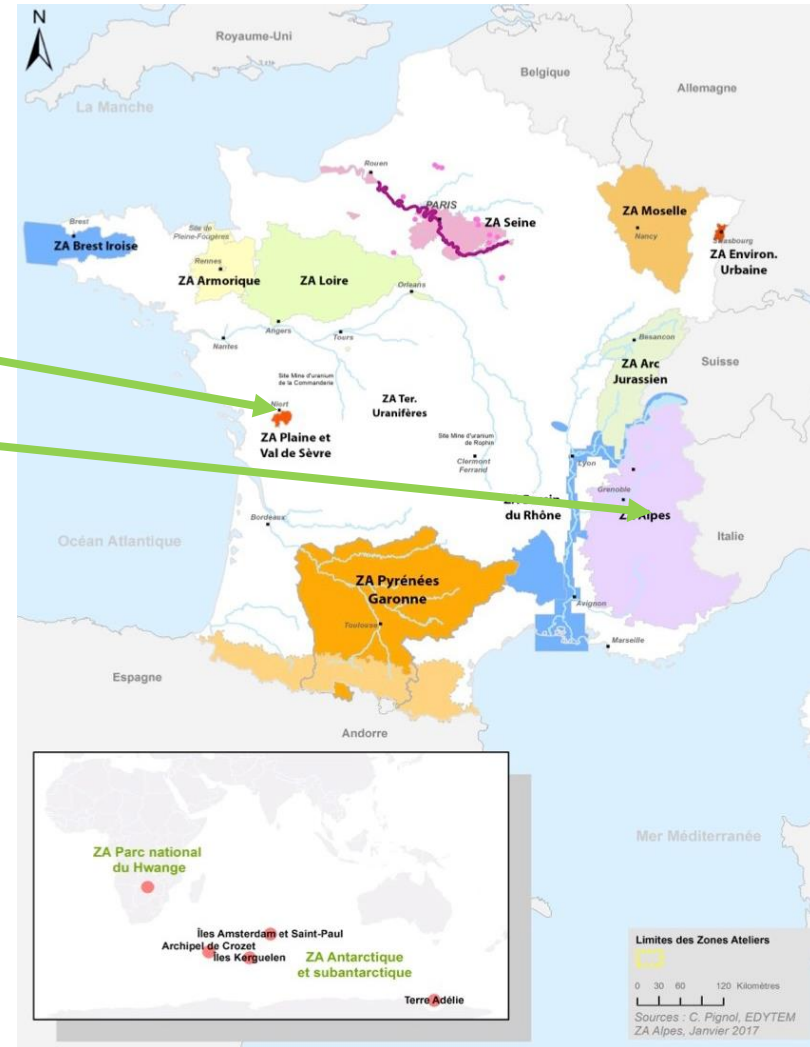 N
Royaume-Uni
Belgique
Allemagne
La Manche
Rouen
PARIS
ZA Seine
ZA Moselle
Nancy
Strasbourg
ZA Environ.
Urbaine
Brest
ZA Brest Iroise
Site de
Pleine-Fougères
Rennes
ZA Armorique
ZA Loire
Orleans
Angers
Tours
Nantes
Besancon
ZA Arc
Jurassien
Suisse
Site Mine d'uranium
de la Commanderie
Niort
ZA Plaine et
Val de Sèvre
ZA Ter.
Uranifères
Site Mine d'uranium
de Rophin
Clermont
Ferrand
Lyon
Grenoble
ZA Alpes
du Rhône
Italie
Bordeaux
Océan Atlantique
ZA Pyrénées
Garonne
Toulouse
Avignon
Marseille
Espagne
Andorre
Mer Méditerranée
ZA Parc national
du Hwange
Îles Amsterdam et Saint-Paul
Archipel de Crozet
Îles Kerguelen
ZA Antarctique
et subantarctique
Terre Adélie
Limites des Zones Ateliers
0 30 60 120 Kilomètres
Sources : C. Pignol, EDYTEM
ZA Alpes, Janvier 2017